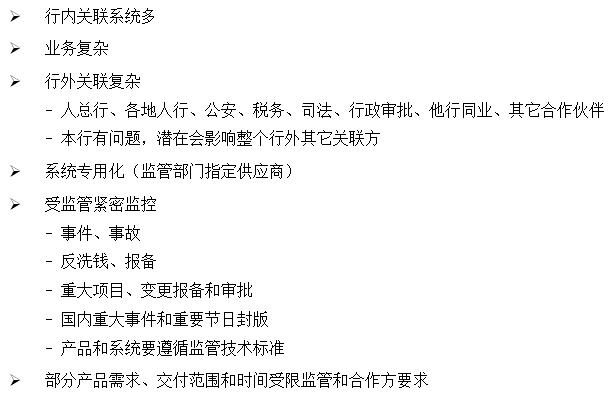 ➢ 行内关联系统多
➢ 业务复杂
➢ 行外关联复杂
- 人总行、各地人行、公安、税务、司法、行政审批、他行同业、其它合作伙伴
- 本行有问题，潜在会影响整个行外其它关联方
➢ 系统专用化（监管部门指定供应商）
➢ 受监管紧密监控
- 事件、事故
- 反洗钱、报备
- 重大项目、变更报备和审批
- 国内重大事件和重要节日封版
- 产品和系统要遵循监管技术标准
➢ 部分产品需求、交付范围和时间受限监管和合作方要求